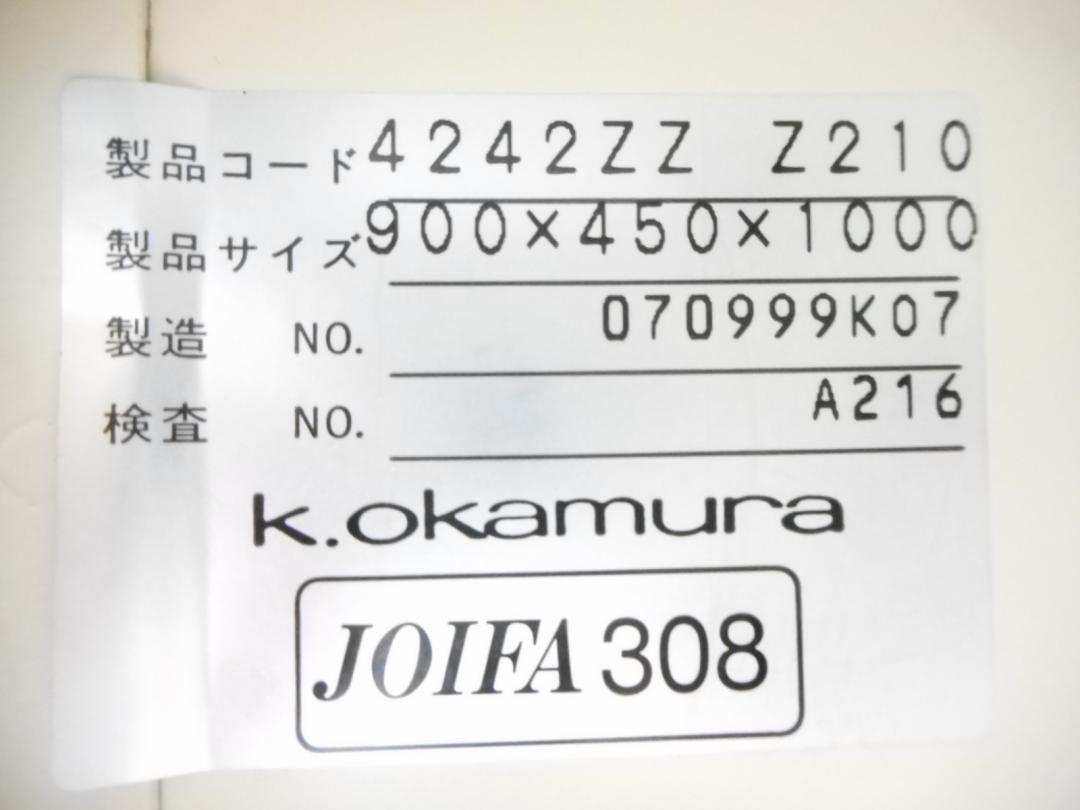 製品コード 4242ZZ Z210
製品サイズ 900×450×1000
製造 NO. 070999K07
検査 NO. A216
k.okamura
JOIFA 308